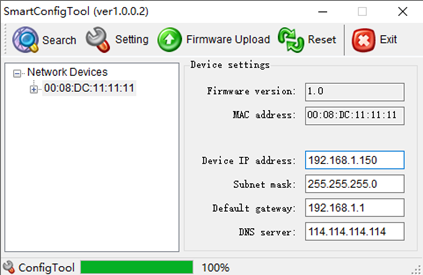 SmartConfigTool (ver1.0.0.2)
Search Setting Firmware Upload Reset Exit
Network Devices
00:08:DC:11:11:11
Device settings
Firmware version: 1.0
MAC address: 00:08:DC:11:11:11
Device IP address: 192.168.1.150
Subnet mask: 255.255.255.0
Default gateway: 192.168.1.1
DNS server: 114.114.114.114
ConfigTool 100%